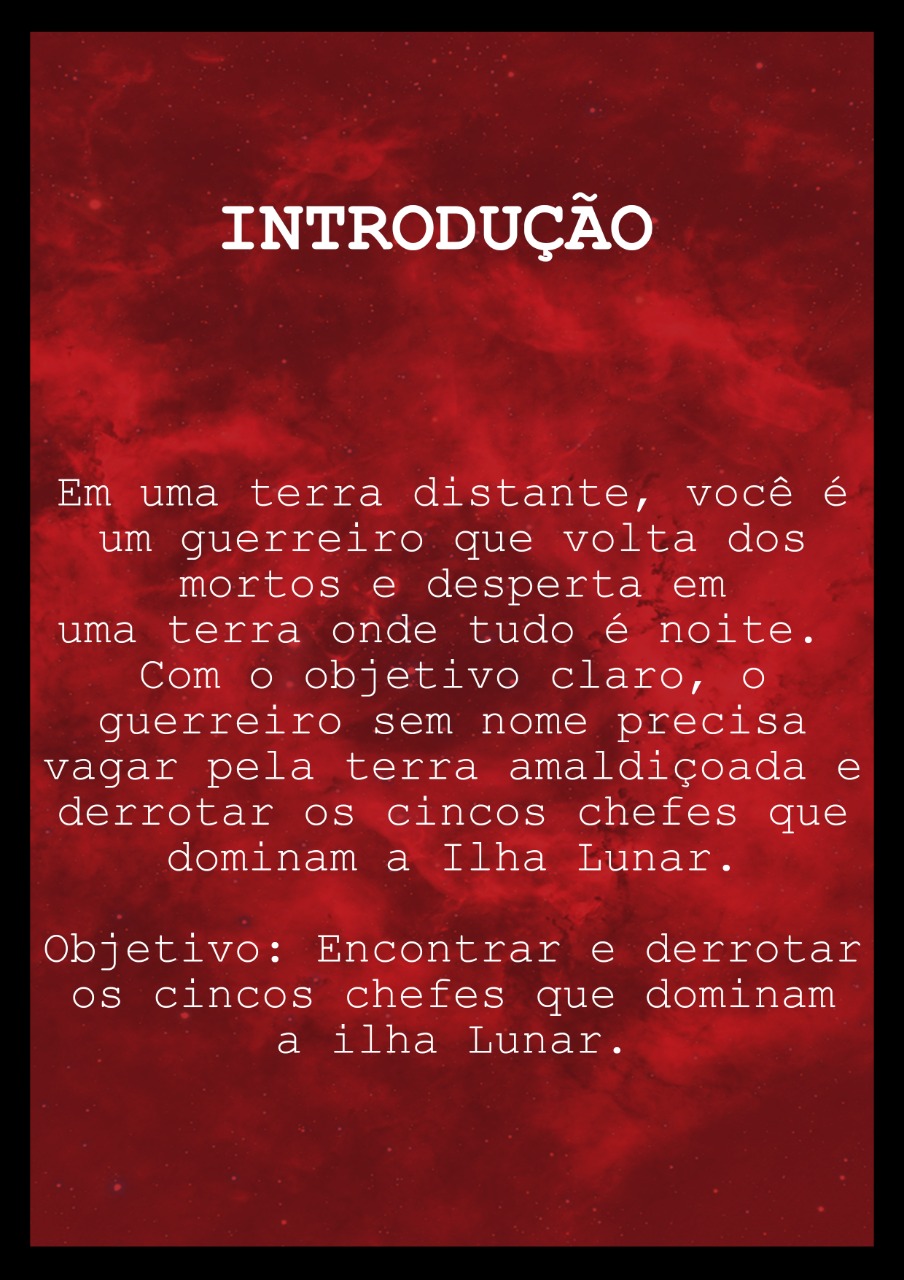 INTRODUÇÃO
Em uma terra distante, você é
um guerreiro que volta dos
mortos e desperta em
uma terra onde tudo é noite.
Com o objetivo claro, o
guerreiro sem nome precisa
vagar pela terra amaldiçoada e
derrotar os cincos chefes que
dominam a Ilha Lunar.
Objetivo: Encontrar e derrotar
os cincos chefes que dominam
a ilha Lunar.